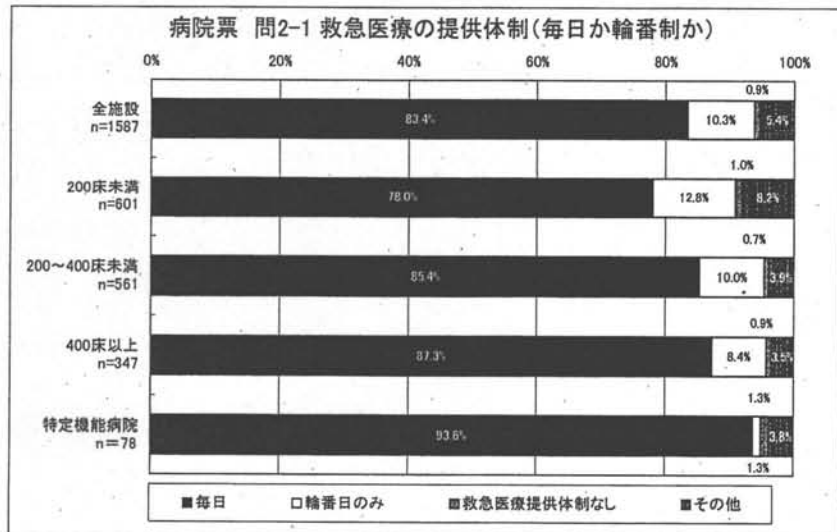 病院票 問2-1 救急医療の提供体制(毎日か輪番制か)
0% 20% 40% 60% 80% 100%
0.9%
全施設
n=1587
83.4% 10.3% 5.4%
1.0%
200床未満
n=601
78.0% 12.8% 8.2%
0.7%
200～400床未満
n=561
85.4% 10.0% 3.9%
0.9%
400床以上
n=347
87.3% 8.4% 3.5%
1.3%
特定機能病院
n=78
93.6% 3.8%
1.3%
■毎日 □輪番日のみ ■救急医療提供体制なし ■その他